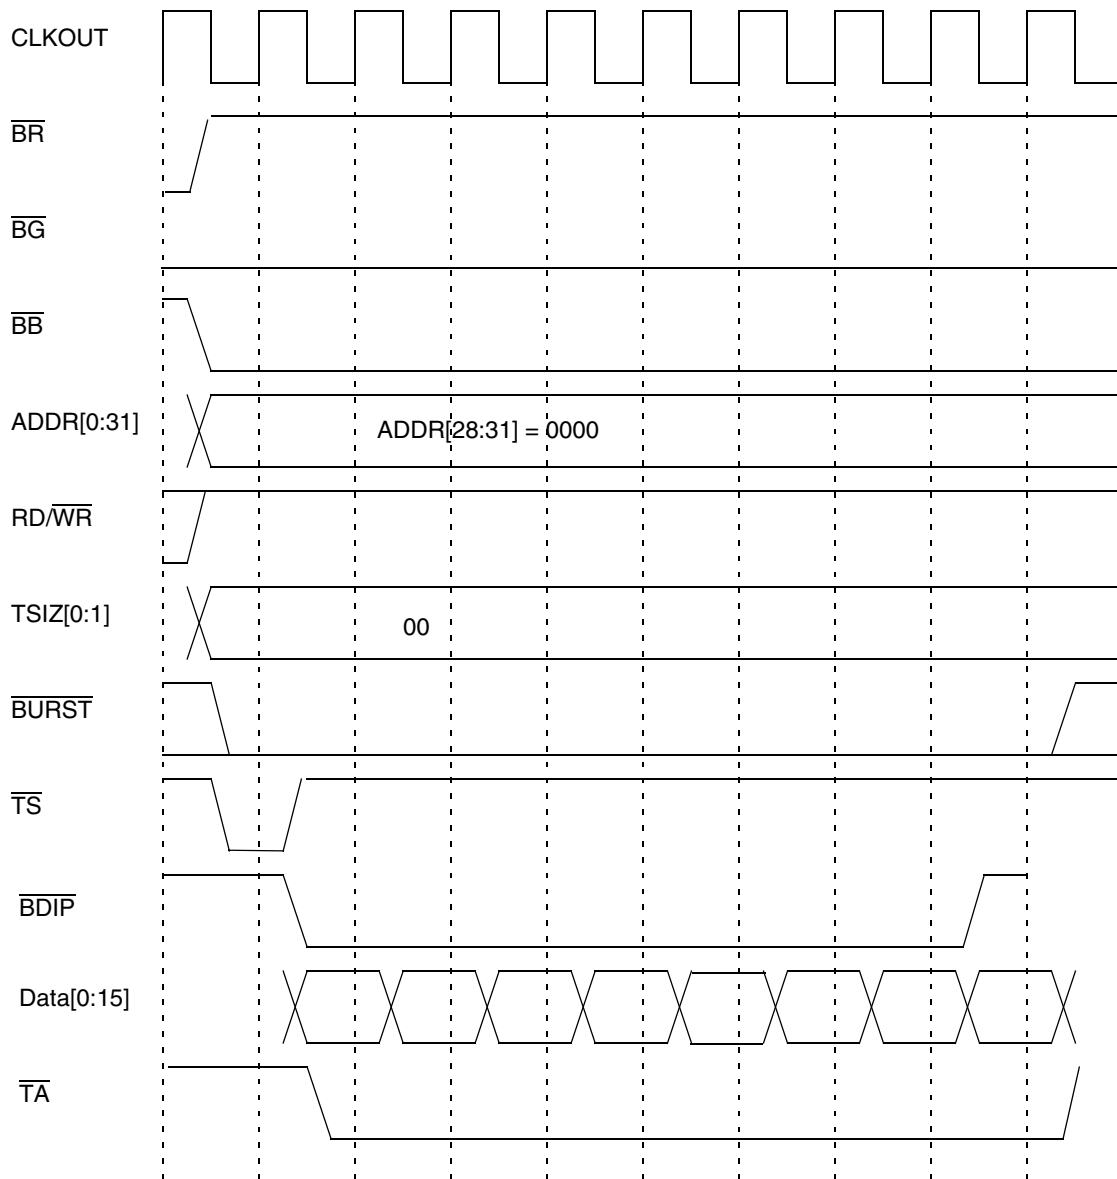 CLKOUT
BR
BG
BB
ADDR[0:31]
ADDR[28:31] = 0000
RD/WR
TSIZ[0:1]
00
BURST
TS
BDIP
Data[0:15]
TA